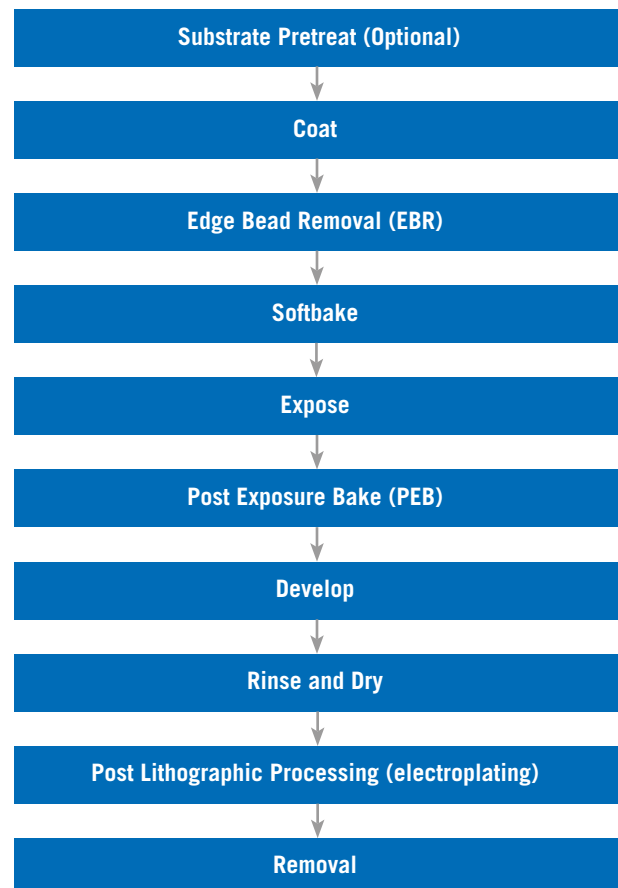 Substrate Pretreat (Optional)
Coat
Edge Bead Removal (EBR)
Softbake
Expose
Post Exposure Bake (PEB)
Develop
Rinse and Dry
Post Lithographic Processing (electroplating)
Removal